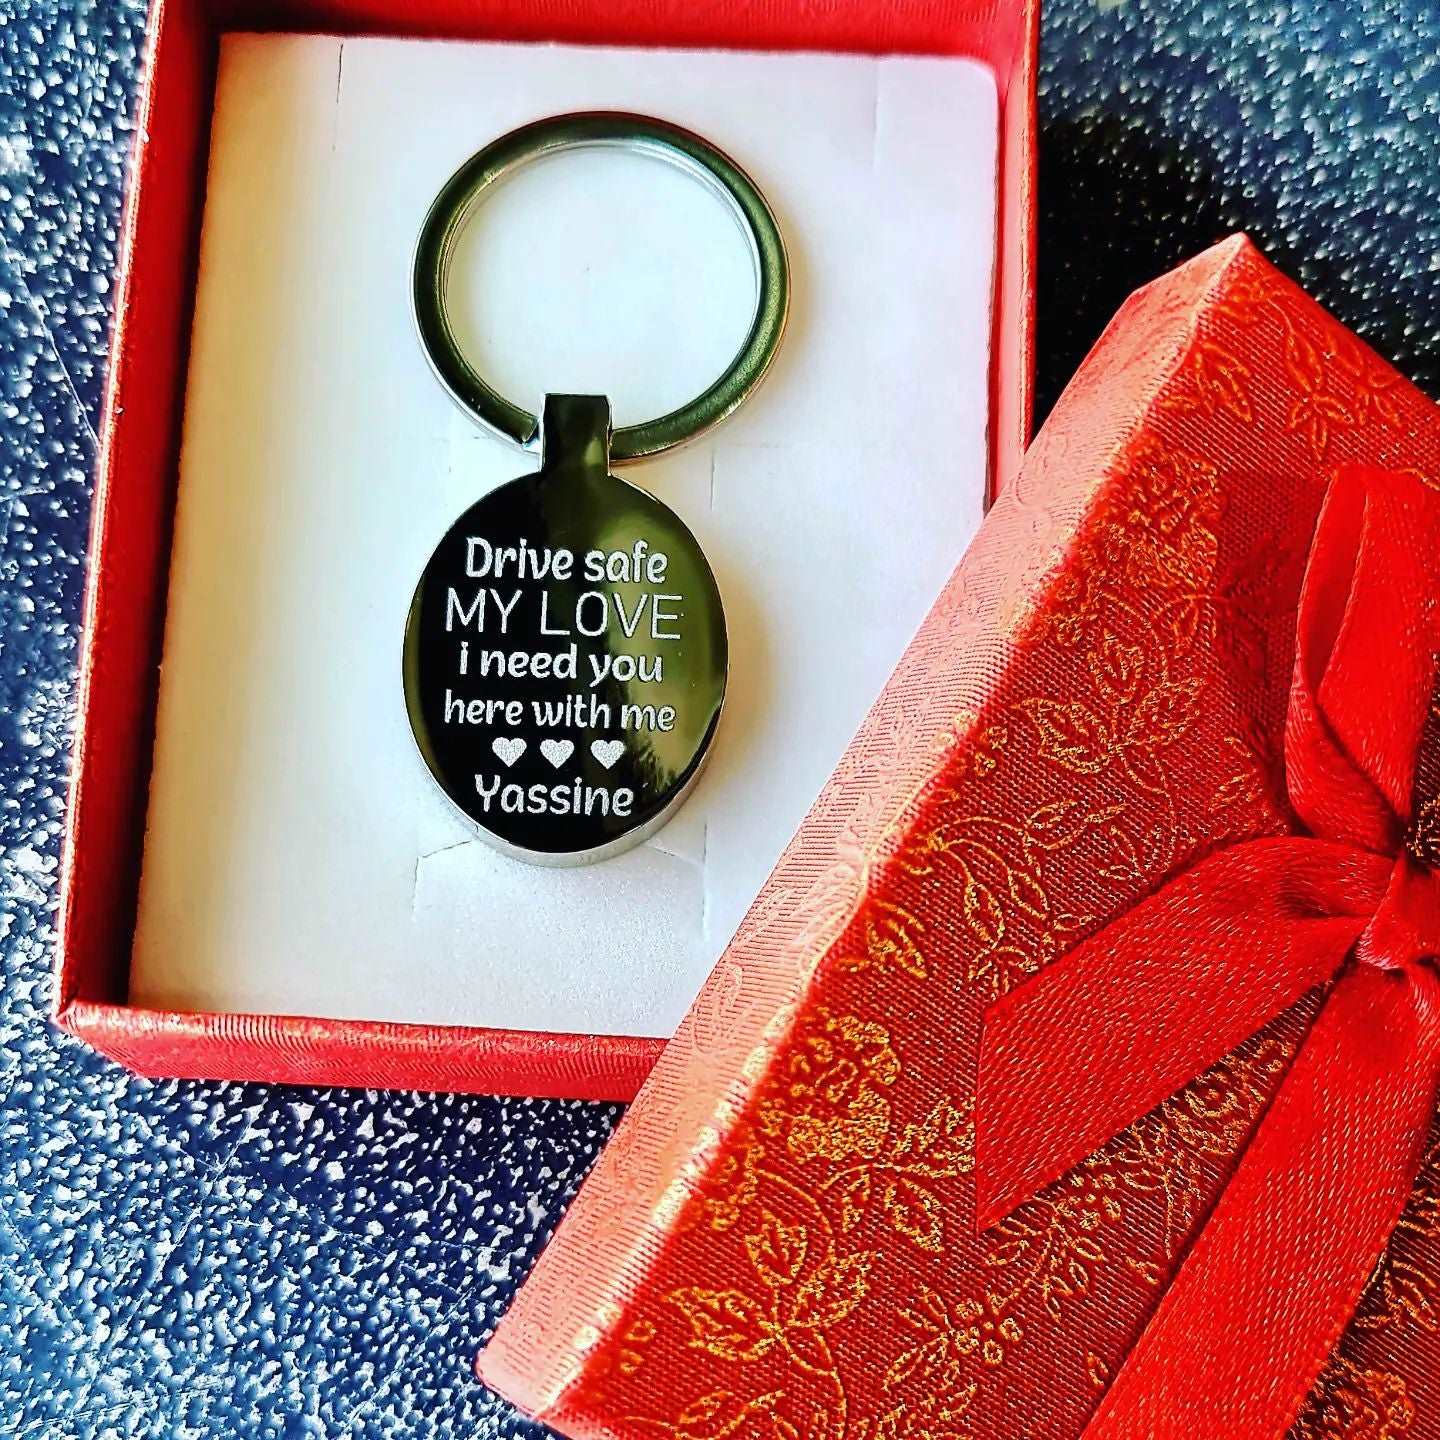 Drive safe
MY LOVE
i need you
here with me
♥ ♥ ♥
Yassine